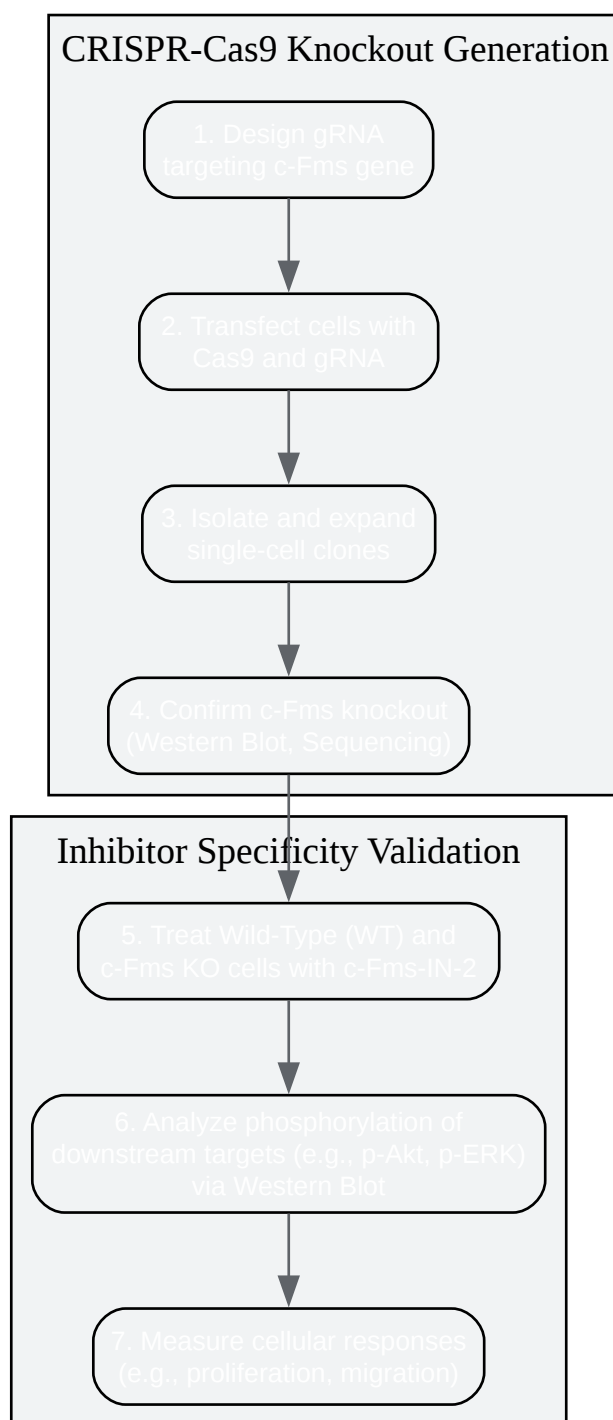 CRISPR-Cas9 Knockout Generation
1. Design gRNA
targeting c-Fms gene
2. Transfect cells with
Cas9 and gRNA
3. Isolate and expand
single-cell clones
4. Confirm c-Fms knockout
(Western Blot, Sequencing)
Inhibitor Specificity Validation
5. Treat Wild-Type (WT) and
c-Fms KO cells with c-Fms-IN-2
6. Analyze phosphorylation of
downstream targets (e.g., p-Akt, p-ERK)
via Western Blot
7. Measure cellular responses
(e.g., proliferation, migration)